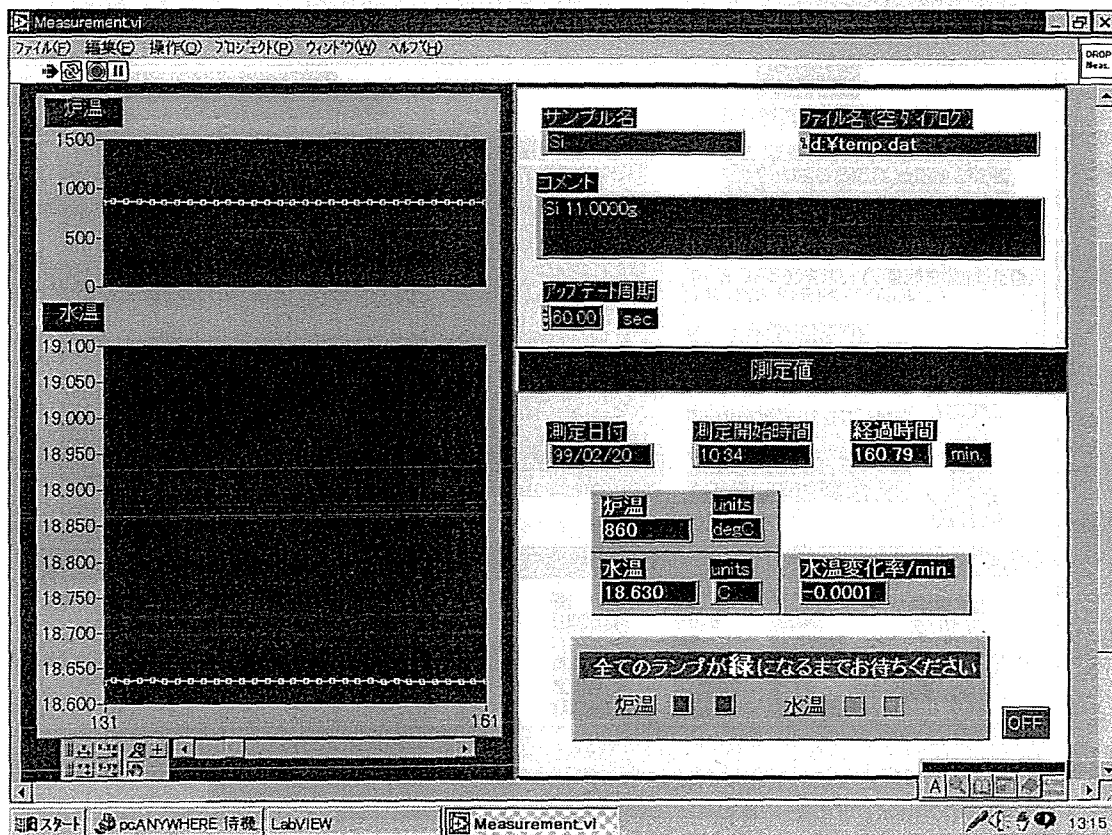 Measurement.vi
ファイル(F) 編集(E) 操作(O) プロジェクト(P) ウィンドウ(W) ヘルプ(H)
DROP
Meas.
炉温
1500
1000
500
0
水温
19.100
19.050
19.000
18.950
18.900
18.850
18.800
18.750
18.700
18.650
18.600
131 161
サンプル名
Si
ファイル名(空:ダイアログ)
d:¥temp.dat
コメント
Si 11.0000g
アップデート周期
60.00 sec.
測定値
測定日付
99/02/20
測定開始時間
10:34
経過時間
160.79 min.
炉温 units
860 degC
水温 units
18.630 C
水温変化率/min.
-0.0001
全てのランプが緑になるまでお待ちください
炉温 水温
OFF
A
スタート pcANYWHERE 待機 LabVIEW Measurement.vi 13:15